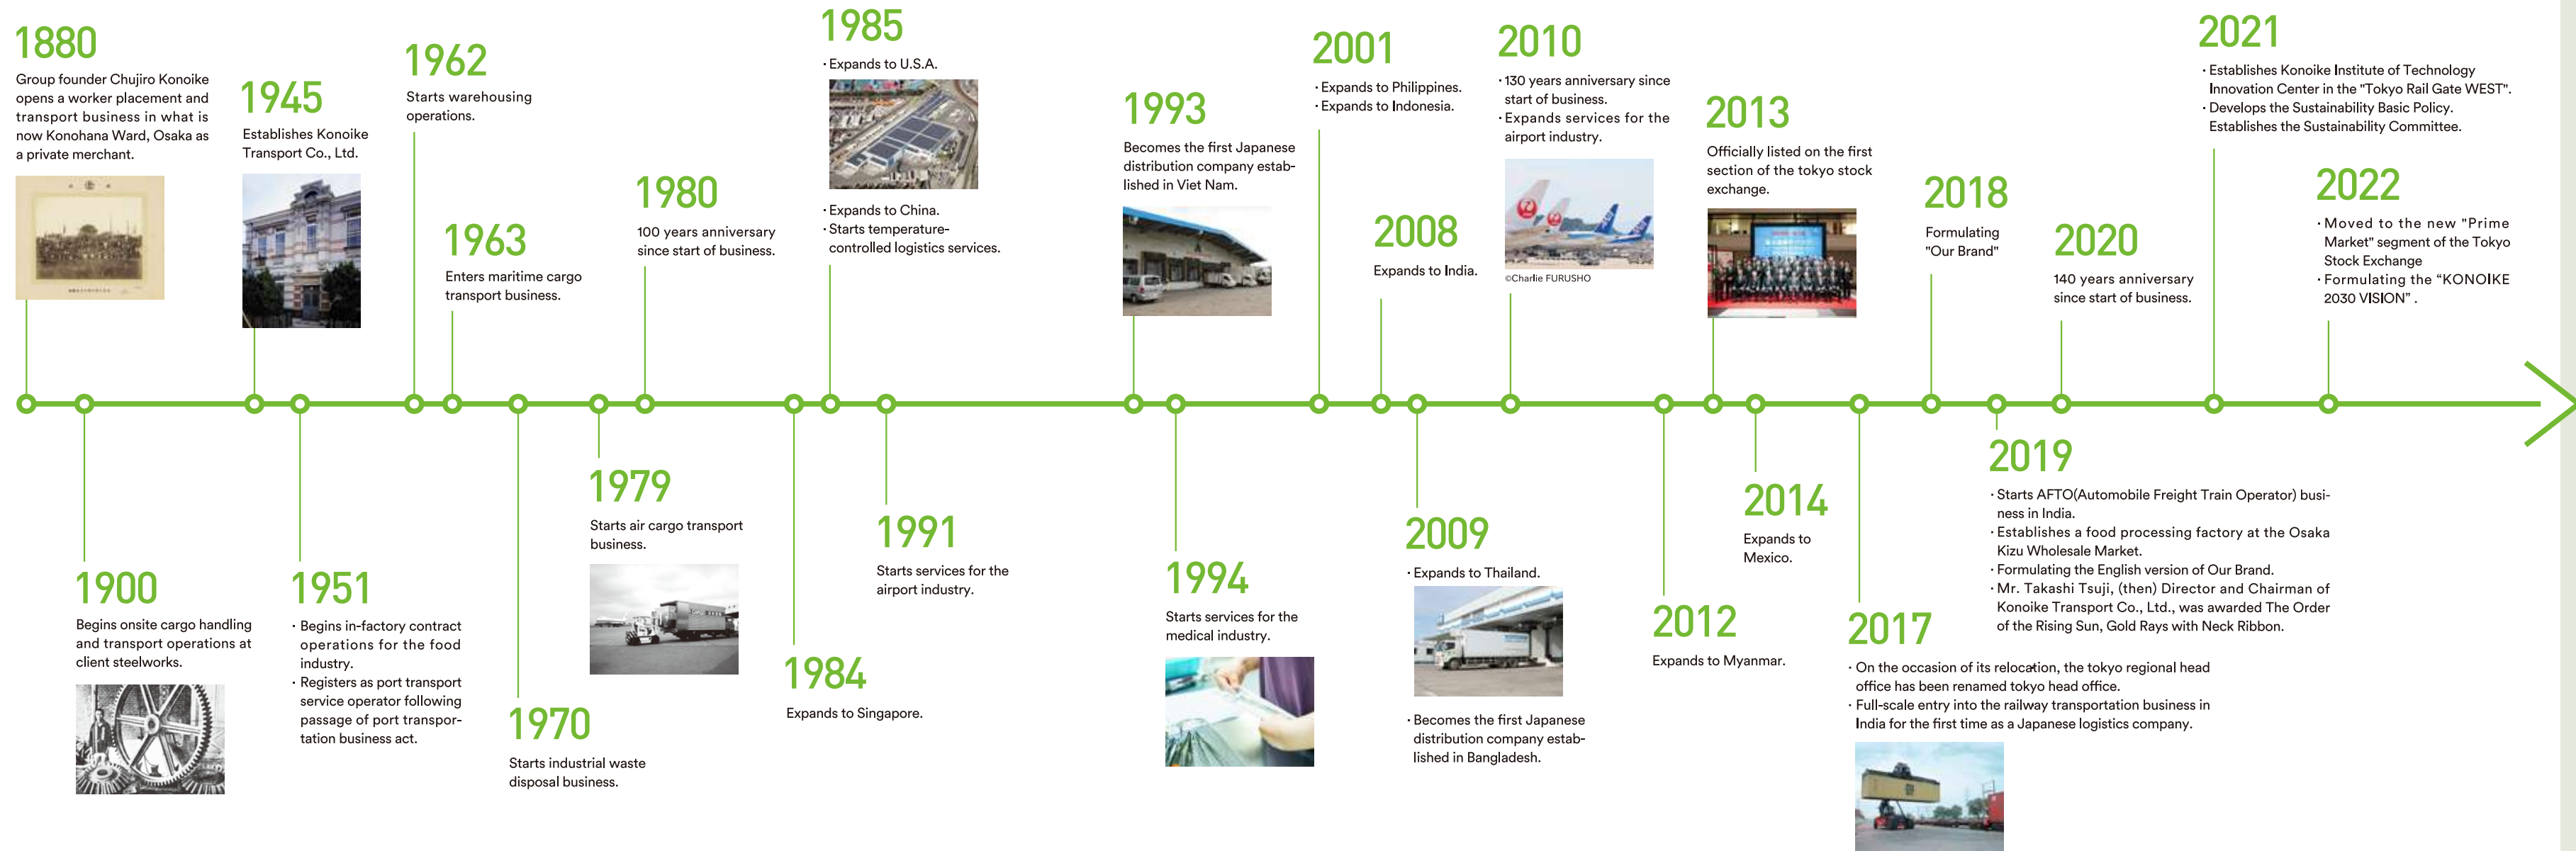 1880
Group founder Chujiro Konoike
opens a worker placement and
transport business in what is
now Konohana Ward, Osaka as
a private merchant.
1900
Begins onsite cargo handling
and transport operations at
client steelworks.
1945
Establishes Konoike
Transport Co., Ltd.
1951
· Begins in-factory contract
operations for the food
industry.
· Registers as port transport
service operator following
passage of port transpor-
tation business act.
1962
Starts warehousing
operations.
1963
Enters maritime cargo
transport business.
1970
Starts industrial waste
disposal business.
1979
Starts air cargo transport
business.
1980
100 years anniversary
since start of business.
1984
Expands to Singapore.
1985
· Expands to U.S.A.
· Expands to China.
· Starts temperature-
controlled logistics services.
1991
Starts services for the
airport industry.
1993
Becomes the first Japanese
distribution company estab-
lished in Viet Nam.
1994
Starts services for the
medical industry.
2001
· Expands to Philippines.
· Expands to Indonesia.
2008
Expands to India.
2009
· Expands to Thailand.
· Becomes the first Japanese
distribution company estab-
lished in Bangladesh.
2010
· 130 years anniversary since
start of business.
· Expands services for the
airport industry.
©Charlie FURUSHO
2012
Expands to Myanmar.
2013
Officially listed on the first
section of the tokyo stock
exchange.
2014
Expands to
Mexico.
2017
· On the occasion of its relocation, the tokyo regional head
office has been renamed tokyo head office.
· Full-scale entry into the railway transportation business in
India for the first time as a Japanese logistics company.
2018
Formulating
"Our Brand"
2019
· Starts AFTO(Automobile Freight Train Operator) busi-
ness in India.
· Establishes a food processing factory at the Osaka
Kizu Wholesale Market.
· Formulating the English version of Our Brand.
· Mr. Takashi Tsuji, (then) Director and Chairman of
Konoike Transport Co., Ltd., was awarded The Order
of the Rising Sun, Gold Rays with Neck Ribbon.
2020
140 years anniversary
since start of business.
2021
· Establishes Konoike Institute of Technology
Innovation Center in the "Tokyo Rail Gate WEST".
· Develops the Sustainability Basic Policy.
Establishes the Sustainability Committee.
2022
· Moved to the new "Prime
Market" segment of the Tokyo
Stock Exchange
· Formulating the “KONOIKE
2030 VISION” .